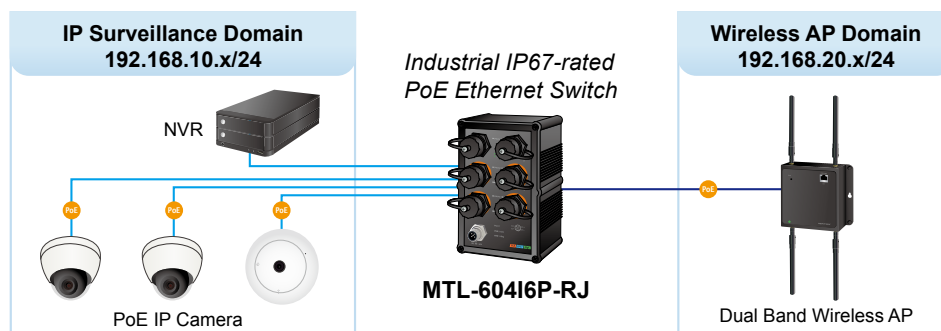 IP Surveillance Domain
192.168.10.x/24
Industrial IP67-rated
PoE Ethernet Switch
Wireless AP Domain
192.168.20.x/24
NVR
PoE
PoE
PoE
PoE
MTL-604I6P-RJ
PoE IP Camera
Dual Band Wireless AP